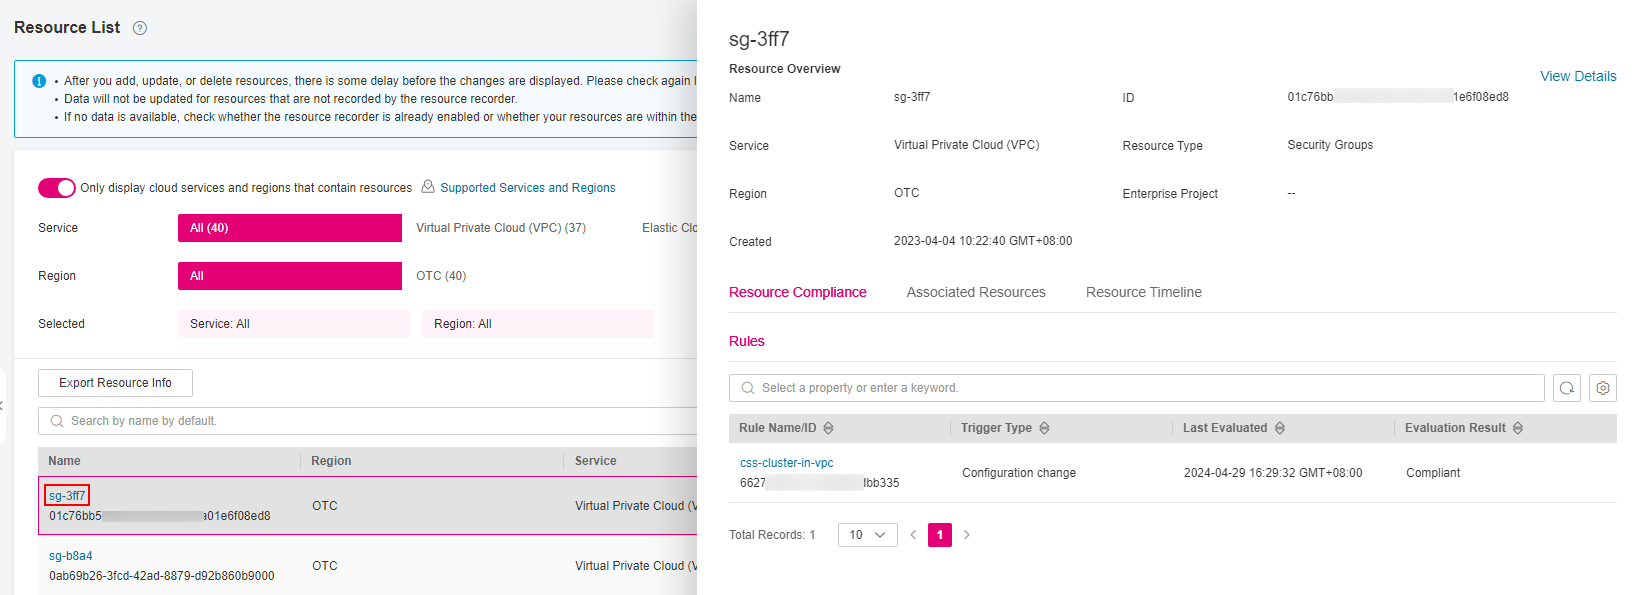 Resource List ?
• After you add, update, or delete resources, there is some delay before the changes are displayed. Please check again
• Data will not be updated for resources that are not recorded by the resource recorder.
• If no data is available, check whether the resource recorder is already enabled or whether your resources are within the
Only display cloud services and regions that contain resources Supported Services and Regions
Service All (40) Virtual Private Cloud (VPC) (37) Elastic Clo
Region All OTC (40)
Selected Service: All Region: All
Export Resource Info
Search by name by default.
Name Region Service
sg-3ff7
01c76bb5 a01e6f08ed8
OTC Virtual Private Cloud (V
sg-b8a4
0ab69b26-3fcd-42ad-8879-d92b860b9000
OTC Virtual Private Cloud (V
sg-3ff7
Resource Overview
View Details
Name sg-3ff7 ID 01c76bb 1e6f08ed8
Service Virtual Private Cloud (VPC) Resource Type Security Groups
Region OTC Enterprise Project --
Created 2023-04-04 10:22:40 GMT+08:00
Resource Compliance Associated Resources Resource Timeline
Rules
Select a property or enter a keyword.
Rule Name/ID Trigger Type Last Evaluated Evaluation Result
css-cluster-in-vpc
6627 bb335
Configuration change 2024-04-29 16:29:32 GMT+08:00 Compliant
Total Records: 1 10 < 1 >